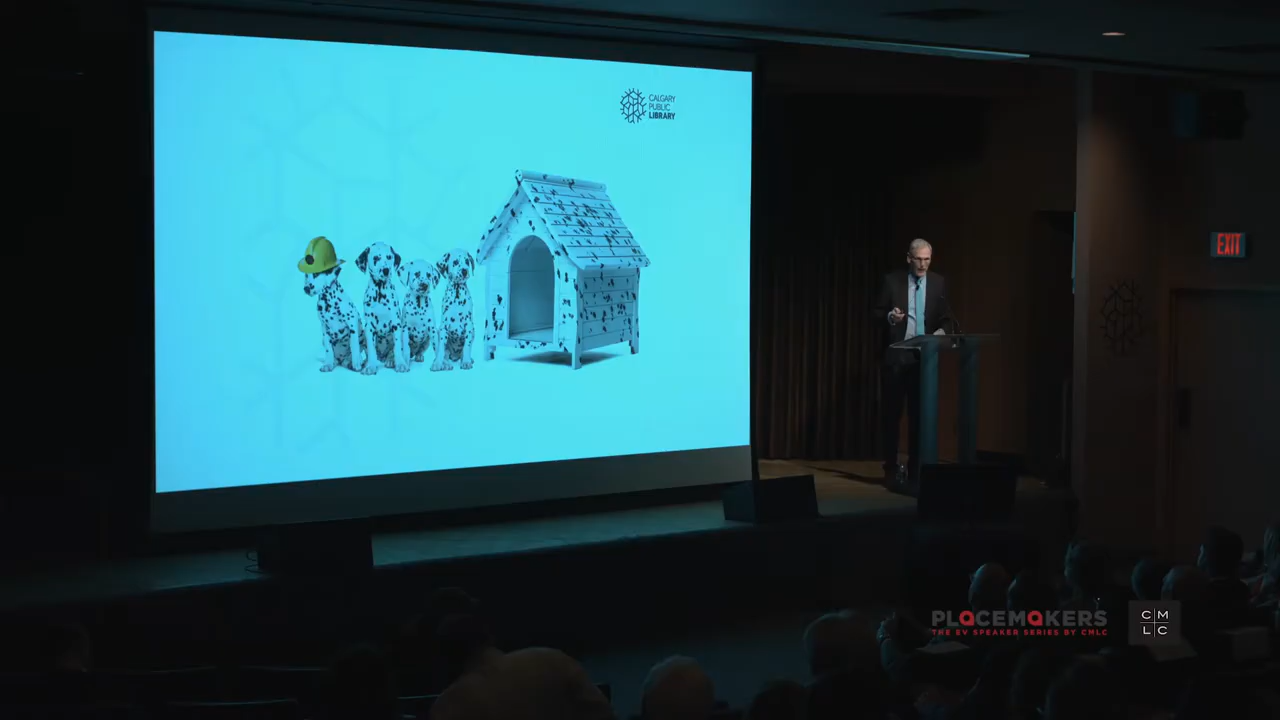 CALGARY
PUBLIC
LIBRARY
EXIT
PLACEMAKERS
THE EV SPEAKER SERIES BY CMLC
CM
LC